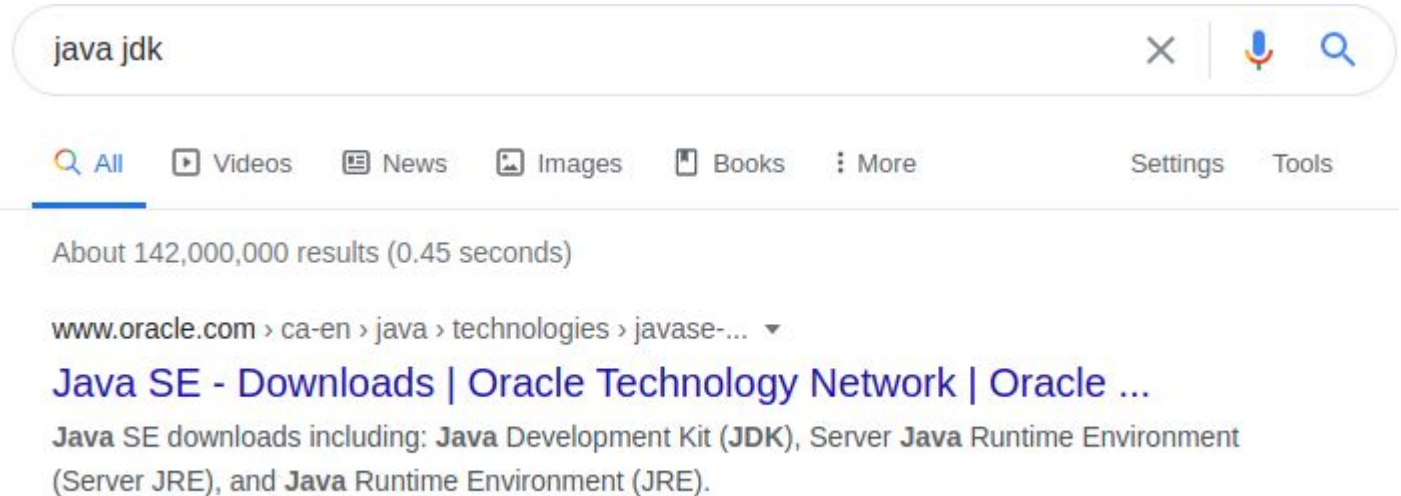 java jdk
All Videos News Images Books More Settings Tools
About 142,000,000 results (0.45 seconds)
www.oracle.com › ca-en › java › technologies › javase-...
Java SE - Downloads | Oracle Technology Network | Oracle ...
Java SE downloads including: Java Development Kit (JDK), Server Java Runtime Environment
(Server JRE), and Java Runtime Environment (JRE).